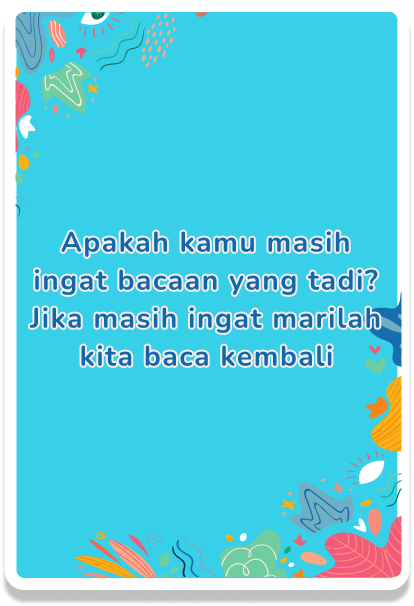 Apakah kamu masih
ingat bacaan yang tadi?
Jika masih ingat marilah
kita baca kembali